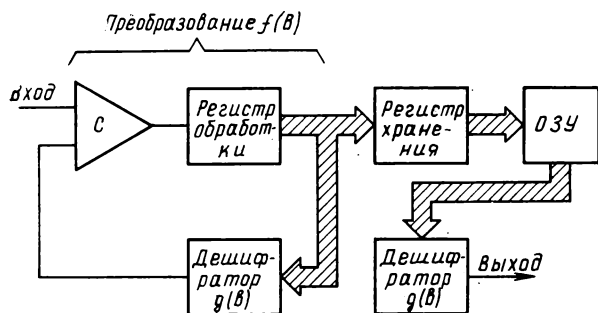 Преобразование f(в)
Вход
С
Регистр
обработ-
ки
Регистр
хране-
ния
ОЗУ
Дешиф-
ратор
g(в)
Дешиф-
ратор
g(в)
Выход